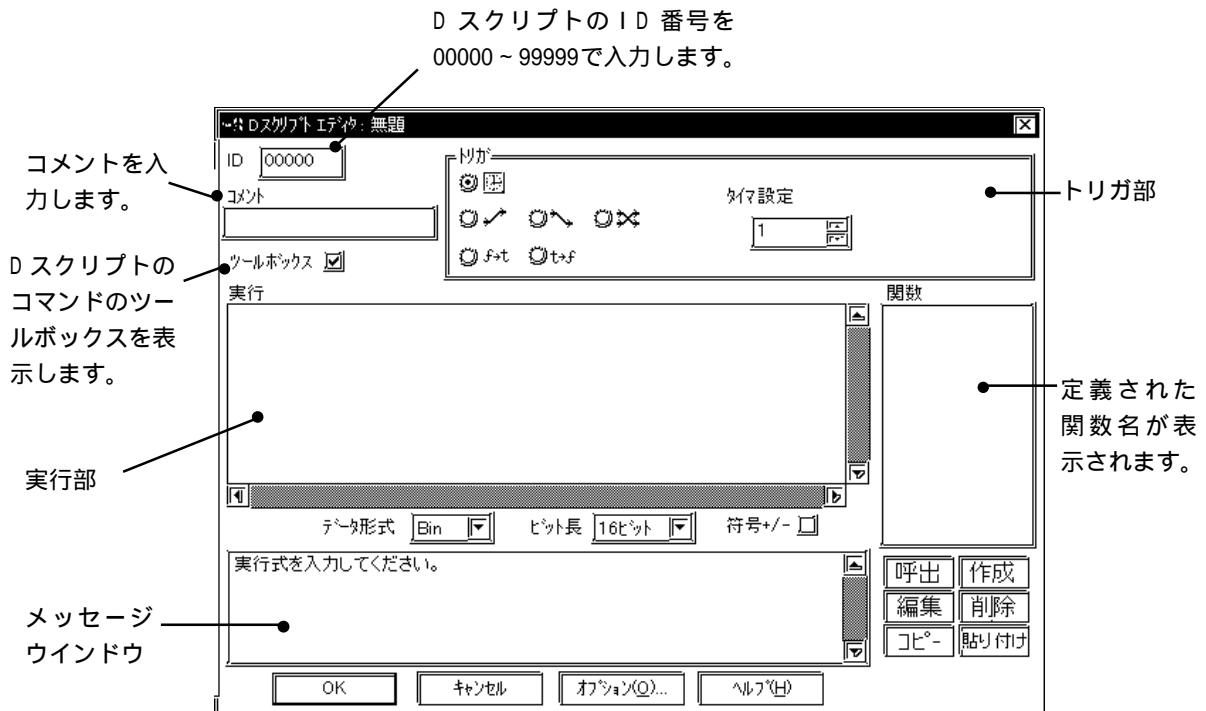 D スクリプトのID 番号を
00000~99999で入力します。
Dスクリプト エディタ: 無題
コメントを入
力します。
ID 00000
コメント
ツールボックス
トリガ
タイマ設定
1
f→t t→f
トリガ部
D スクリプトの
コマンドのツー
ルボックスを表
示します。
実行
関数
定義された
関数名が表
示されます。
実行部
データ形式 Bin ビット長 16ビット 符号+/-
実行式を入力してください。
呼出 作成
編集 削除
コピー 貼り付け
メッセージ
ウインドウ
OK キャンセル オプション(O)... ヘルプ(H)